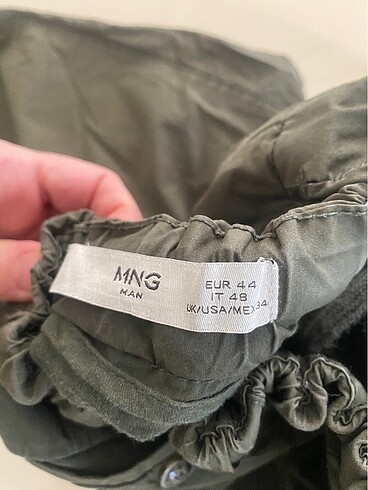 MNG
MAN
EUR 44
IT 48
UK/USA/MEX 34